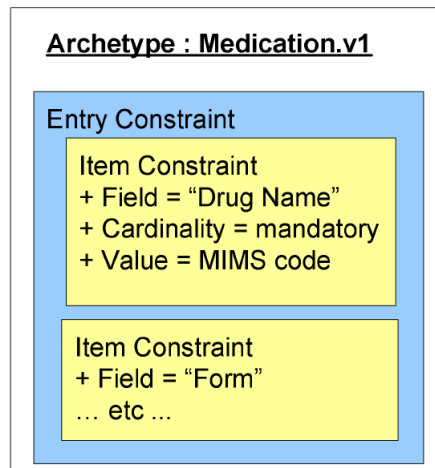 Archetype : Medication.v1
Entry Constraint
Item Constraint
+ Field = “Drug Name”
+ Cardinality = mandatory
+ Value = MIMS code
Item Constraint
+ Field = “Form”
… etc ...